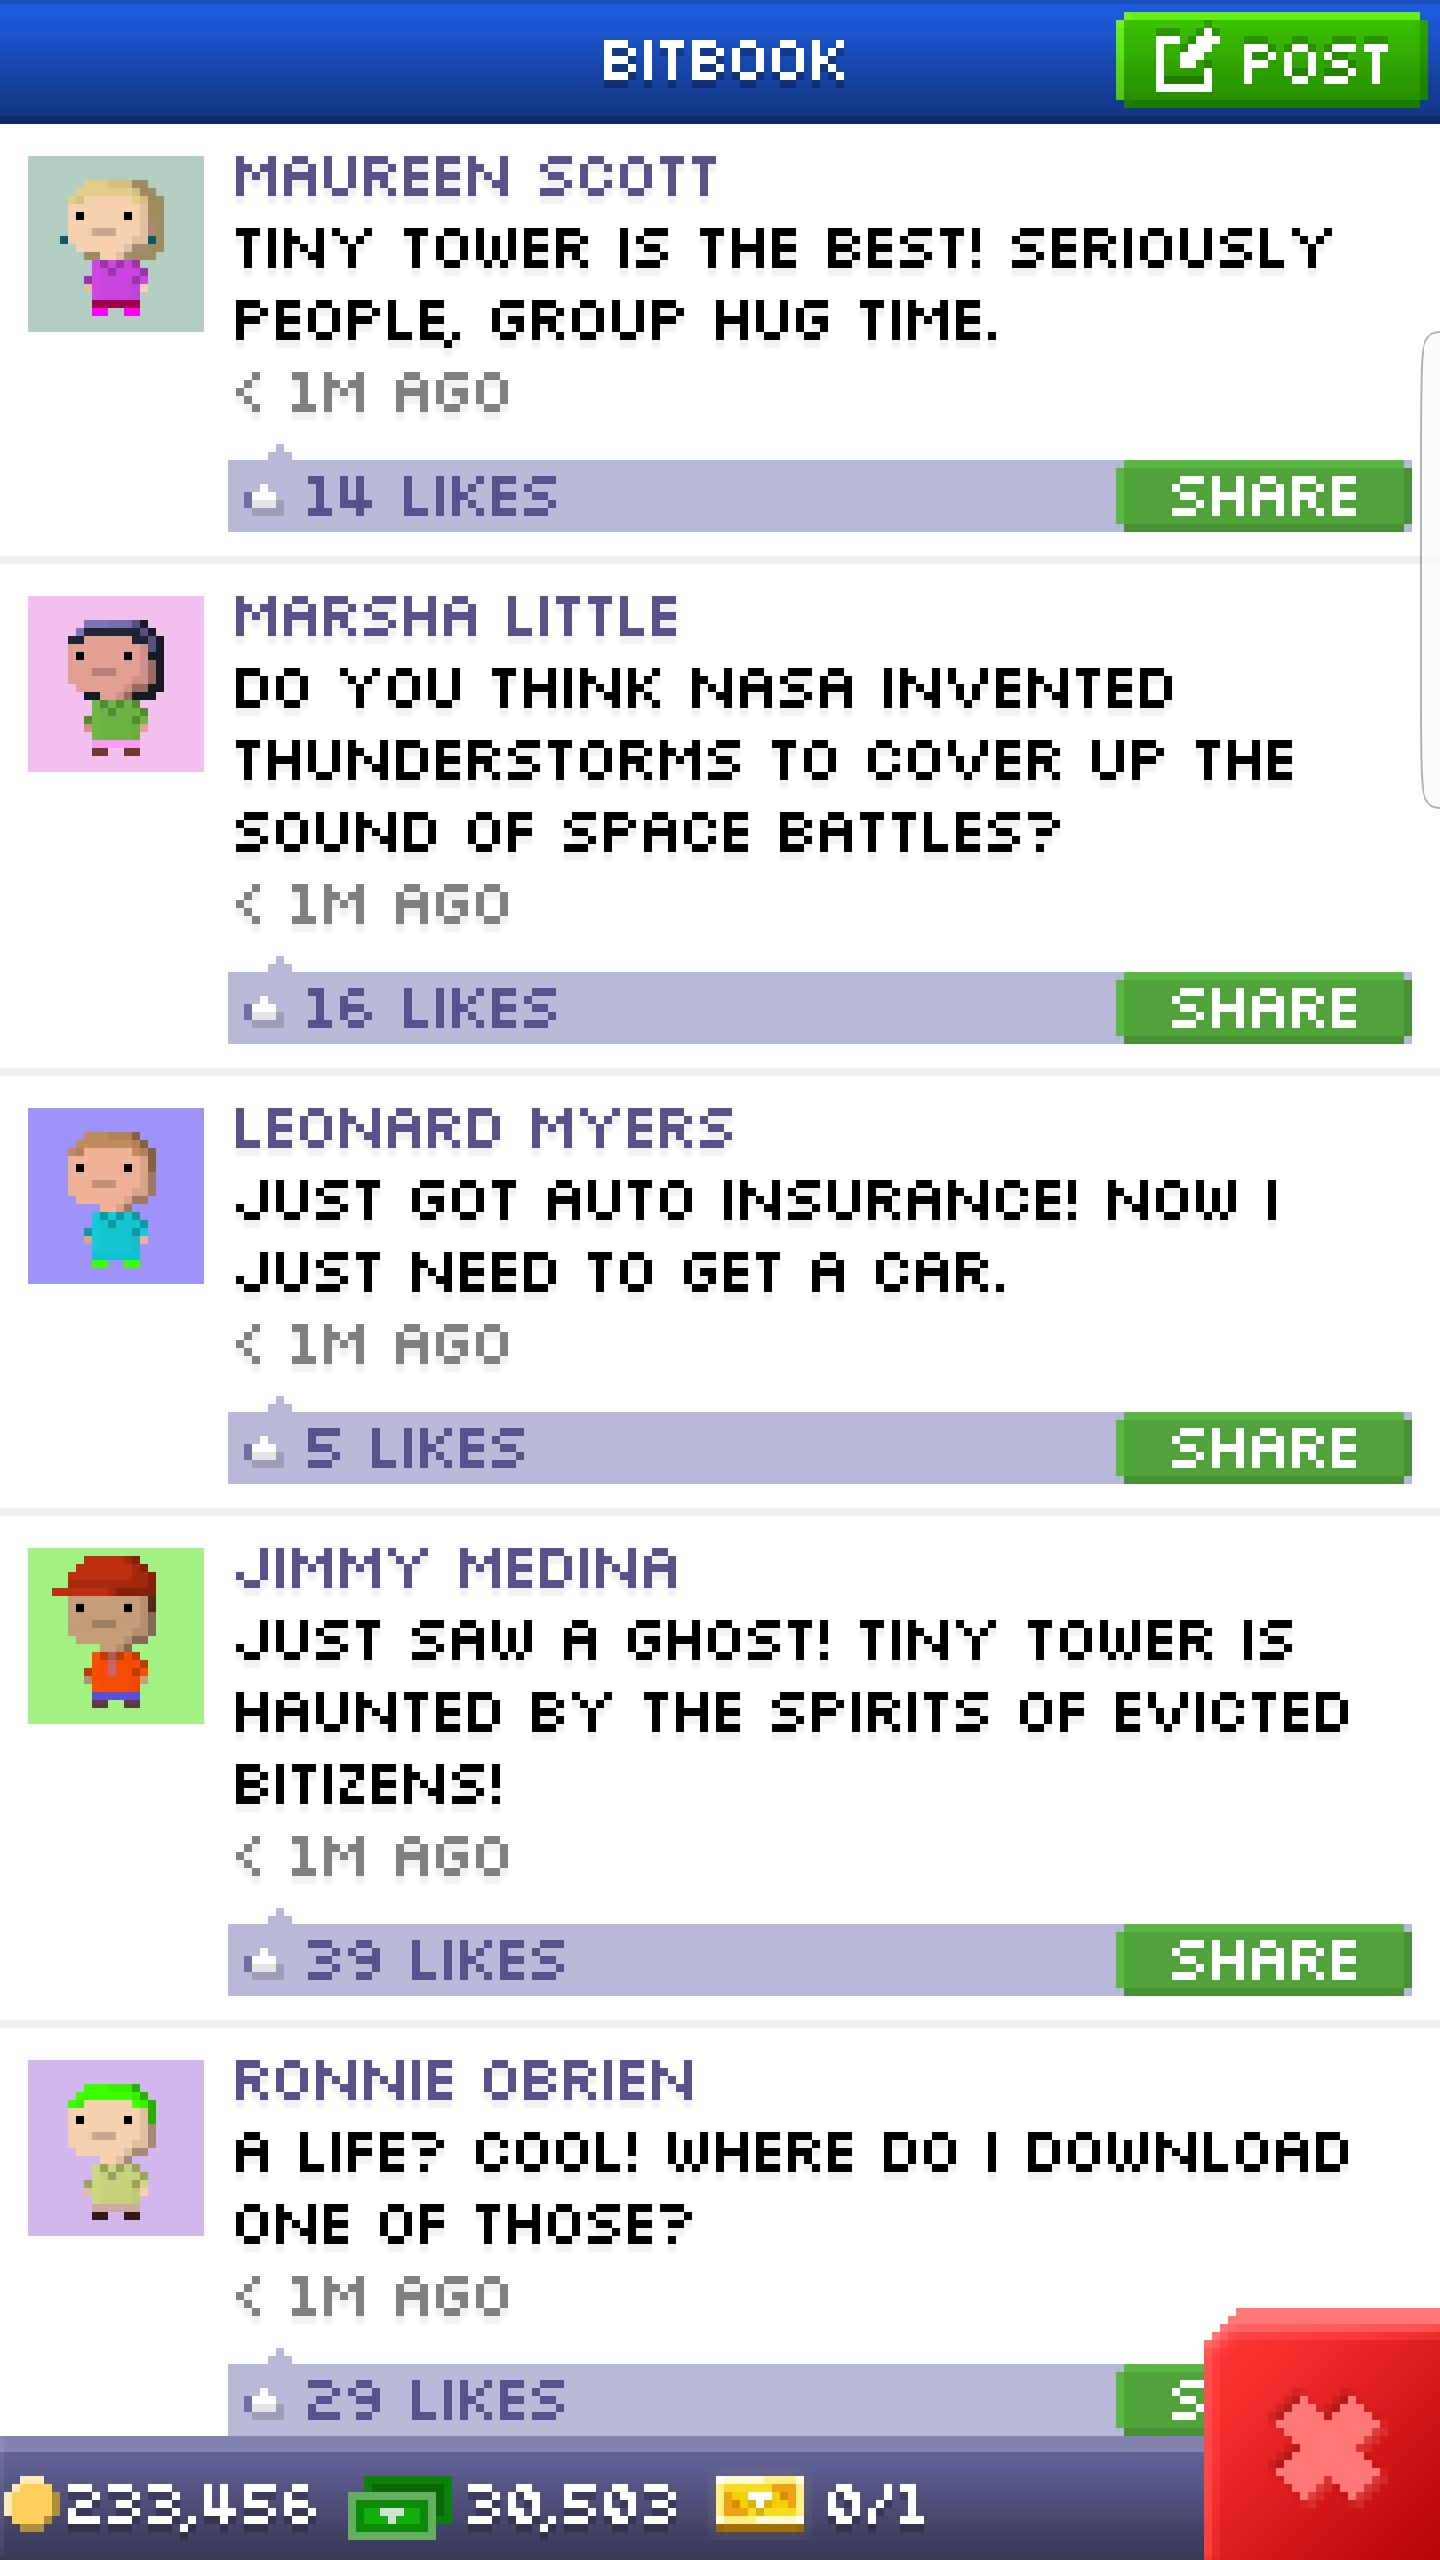 BITBOOK
POST
MAUREEN SCOTT
TINY TOWER IS THE BEST! SERIOUSLY
PEOPLE, GROUP HUG TIME.
< 1M AGO
14 LIKES SHARE
MARSHA LITTLE
DO YOU THINK NASA INVENTED
THUNDERSTORMS TO COVER UP THE
SOUND OF SPACE BATTLES?
< 1M AGO
16 LIKES SHARE
LEONARD MYERS
JUST GOT AUTO INSURANCE! NOW I
JUST NEED TO GET A CAR.
< 1M AGO
5 LIKES SHARE
JIMMY MEDINA
JUST SAW A GHOST! TINY TOWER IS
HAUNTED BY THE SPIRITS OF EVICTED
BITIZENS!
< 1M AGO
39 LIKES SHARE
RONNIE OBRIEN
A LIFE? COOL! WHERE DO I DOWNLOAD
ONE OF THOSE?
< 1M AGO
29 LIKES S
233,456 30,503 0/1